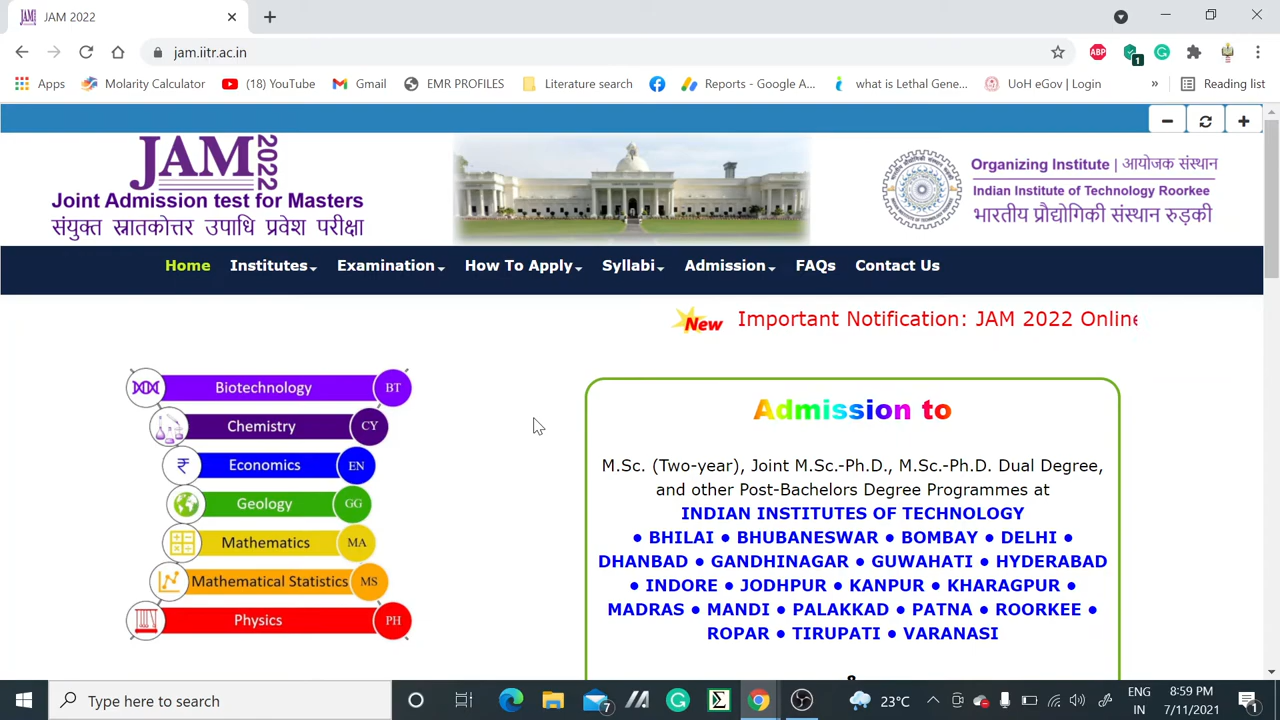 JAM 2022
jam.iitr.ac.in
ABP
1
Apps
Molarity Calculator
(18) YouTube
Gmail
EMR PROFILES
Literature search
Reports - Google A...
what is Lethal Gene...
UoH eGov | Login
»
Reading list
JAM 2022
Joint Admission test for Masters
संयुक्त स्नातकोत्तर उपाधि प्रवेश परीक्षा
Organizing Institute | आयोजक संस्थान
Indian Institute of Technology Roorkee
भारतीय प्रौद्योगिकी संस्थान रुड़की
Home Institutes Examination How To Apply Syllabi Admission FAQs Contact Us
New Important Notification: JAM 2022 Online
Biotechnology BT
Chemistry CY
₹ Economics EN
Geology GG
Mathematics MA
Mathematical Statistics MS
Physics PH
Admission to
M.Sc. (Two-year), Joint M.Sc.-Ph.D., M.Sc.-Ph.D. Dual Degree,
and other Post-Bachelors Degree Programmes at
INDIAN INSTITUTES OF TECHNOLOGY
● BHILAI ● BHUBANESWAR ● BOMBAY ● DELHI ●
DHANBAD ● GANDHINAGAR ● GUWAHATI ● HYDERABAD
● INDORE ● JODHPUR ● KANPUR ● KHARAGPUR ●
MADRAS ● MANDI ● PALAKKAD ● PATNA ● ROORKEE ●
ROPAR ● TIRUPATI ● VARANASI
Type here to search
7
23°C
ENG
IN
8:59 PM
7/11/2021
1